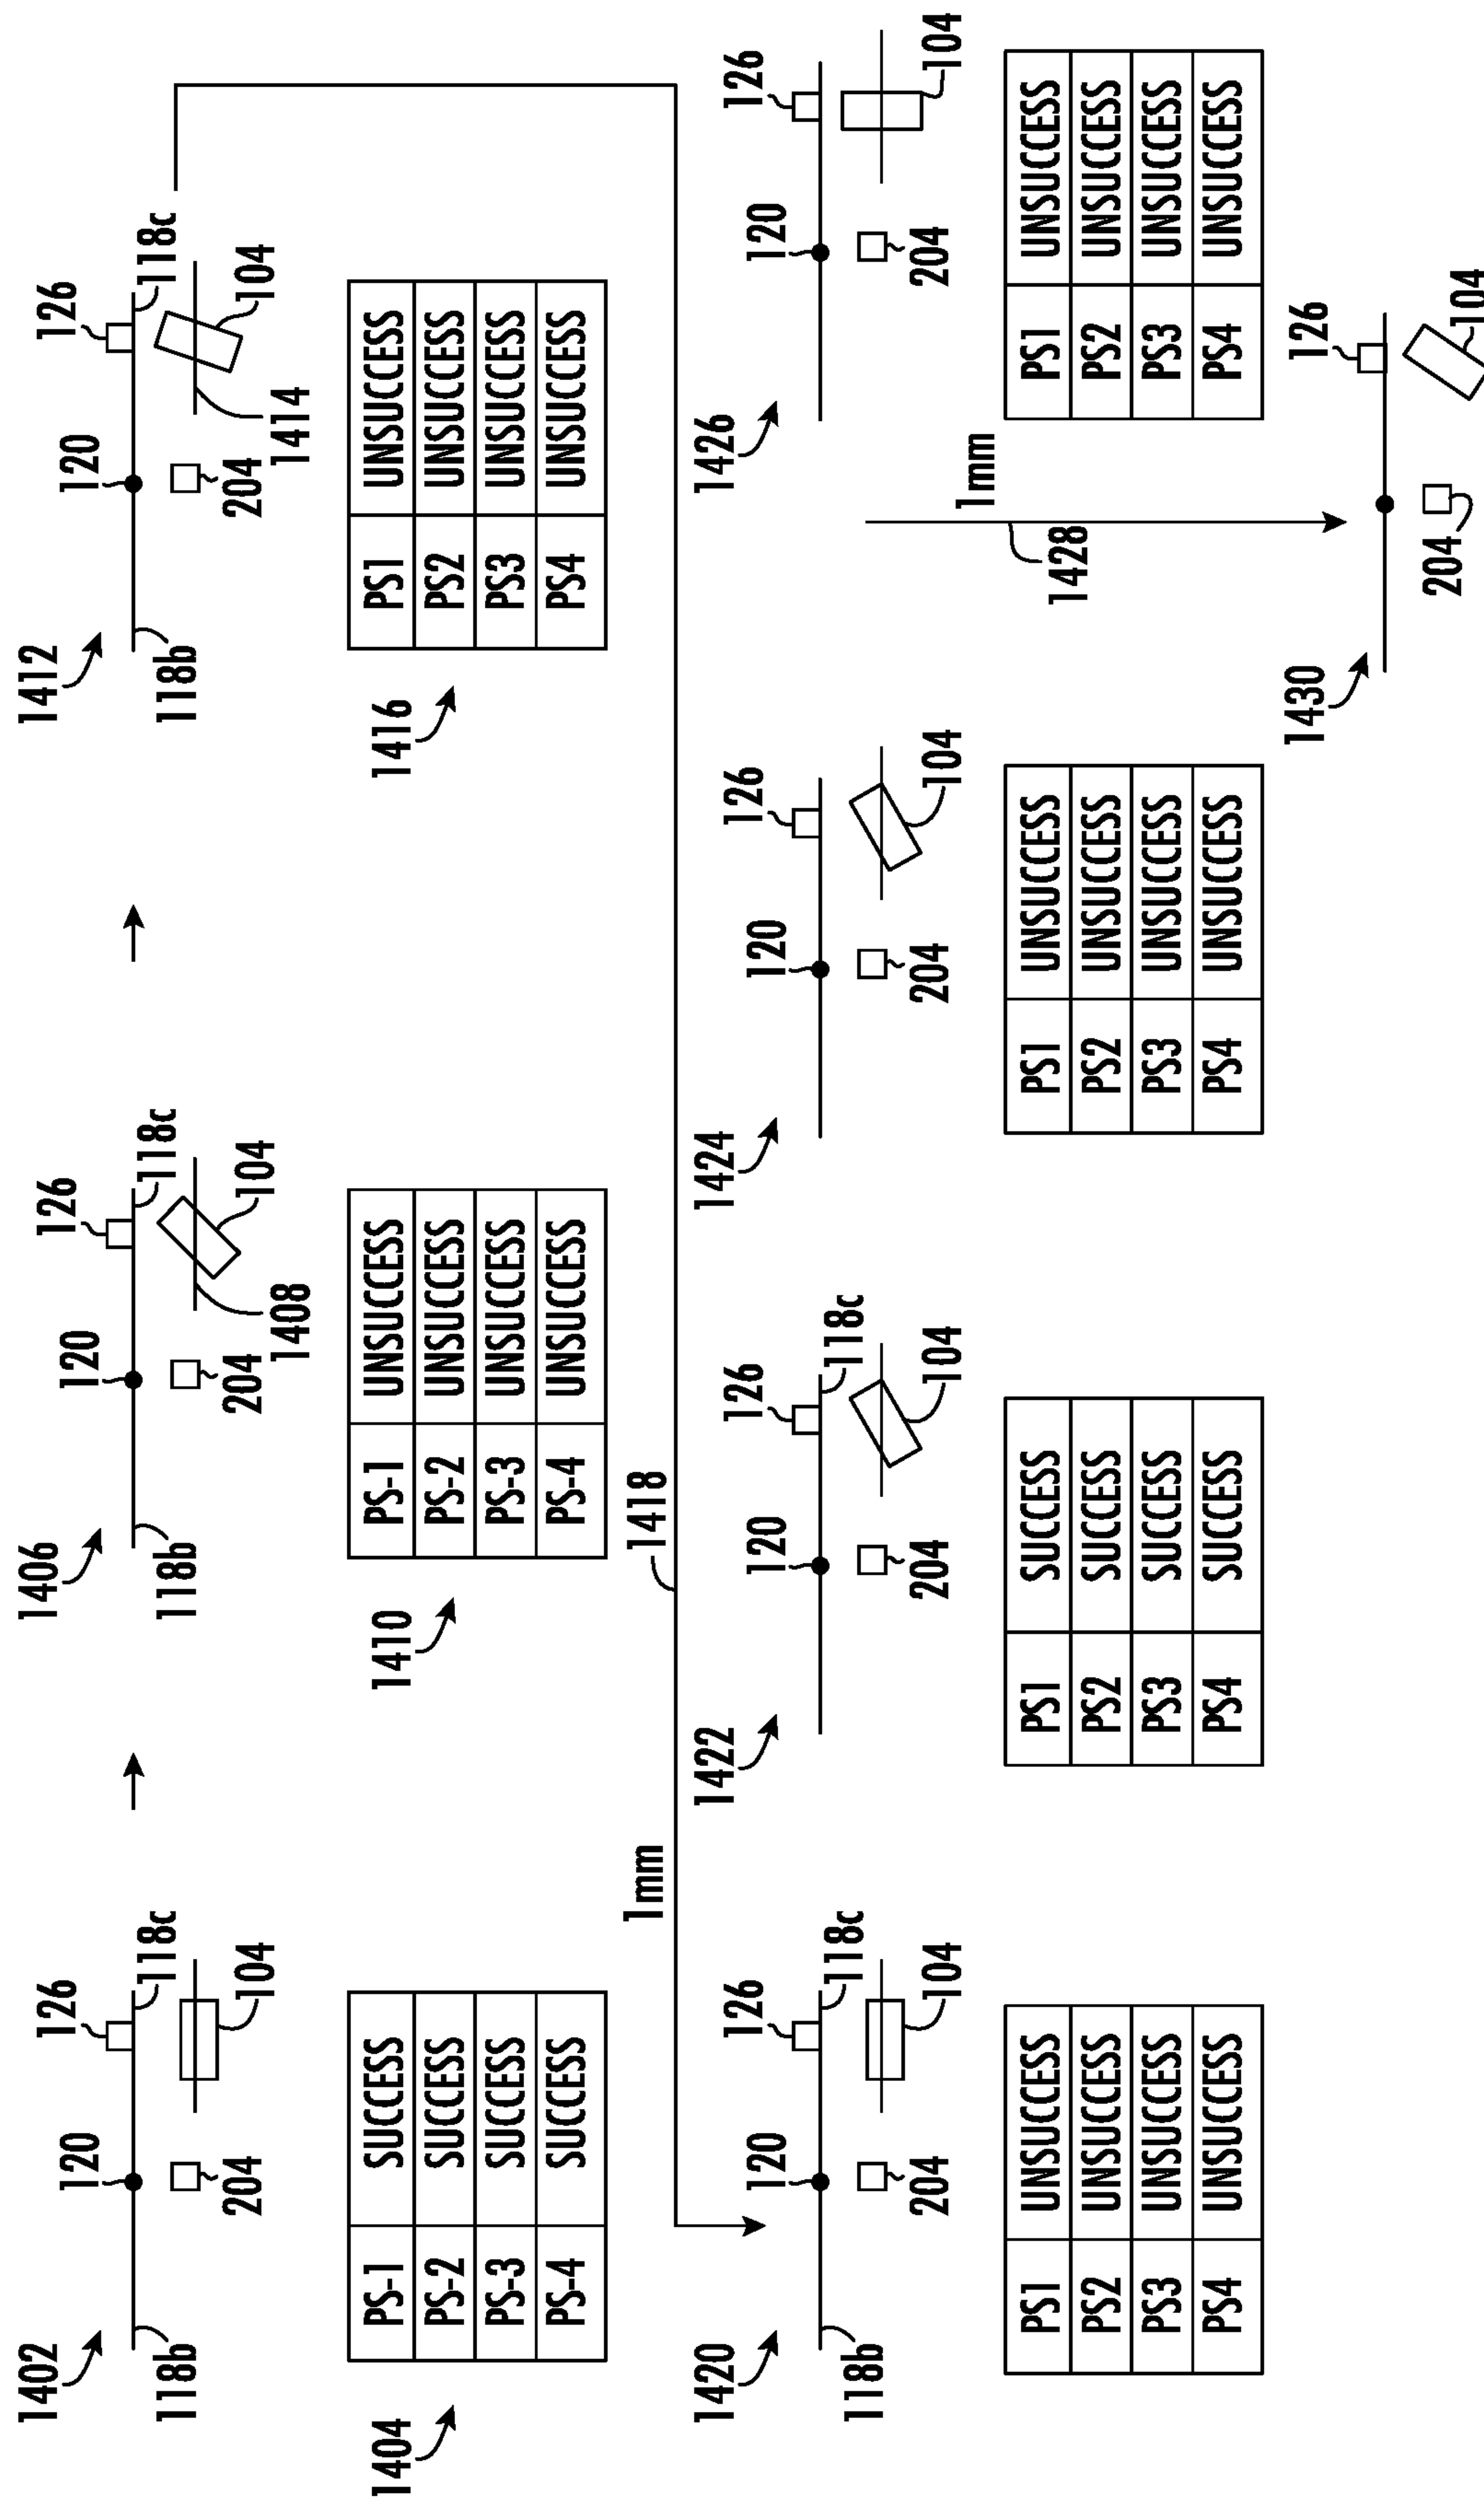 1402
126
120
118c
118b
204
104
1404
PS-1 SUCCESS
PS-2 SUCCESS
PS-3 SUCCESS
PS-4 SUCCESS
1406
126
120
118c
118b
204
104
1408
1410
PS-1 UNSUCCESS
PS-2 UNSUCCESS
PS-3 UNSUCCESS
PS-4 UNSUCCESS
1412
126
120
118c
118b
204
104
1414
1416
PS1 UNSUCCESS
PS2 UNSUCCESS
PS3 UNSUCCESS
PS4 UNSUCCESS
1mm
1418
1420
126
120
118c
118b
204
104
PS1 UNSUCCESS
PS2 UNSUCCESS
PS3 UNSUCCESS
PS4 UNSUCCESS
1422
126
120
118c
204
104
PS1 SUCCESS
PS2 SUCCESS
PS3 SUCCESS
PS4 SUCCESS
1424
126
120
204
104
PS1 UNSUCCESS
PS2 UNSUCCESS
PS3 UNSUCCESS
PS4 UNSUCCESS
1426
126
120
204
104
PS1 UNSUCCESS
PS2 UNSUCCESS
PS3 UNSUCCESS
PS4 UNSUCCESS
1mm
1428
1430
126
204
104